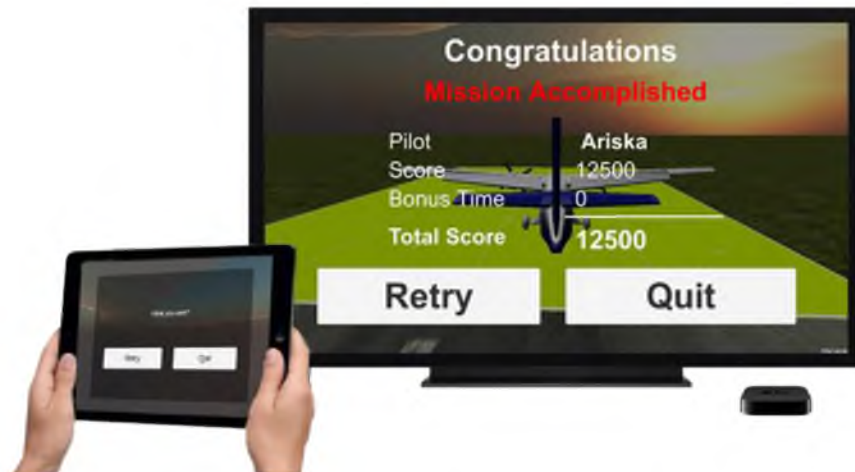 Congratulations
Mission Accomplished
Pilot Ariska
Score 12500
Bonus Time 0
Total Score 12500
Retry Quit
Retry Quit